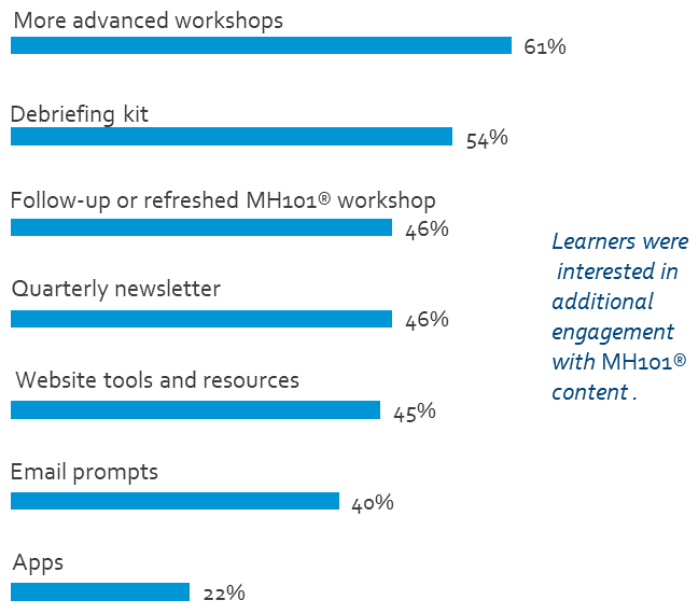 More advanced workshops
61%
Debriefing kit
54%
Follow-up or refreshed MH101® workshop
46%
Quarterly newsletter
46%
Website tools and resources
45%
Email prompts
40%
Apps
22%
Learners were
interested in
additional
engagement
with MH101®
content .